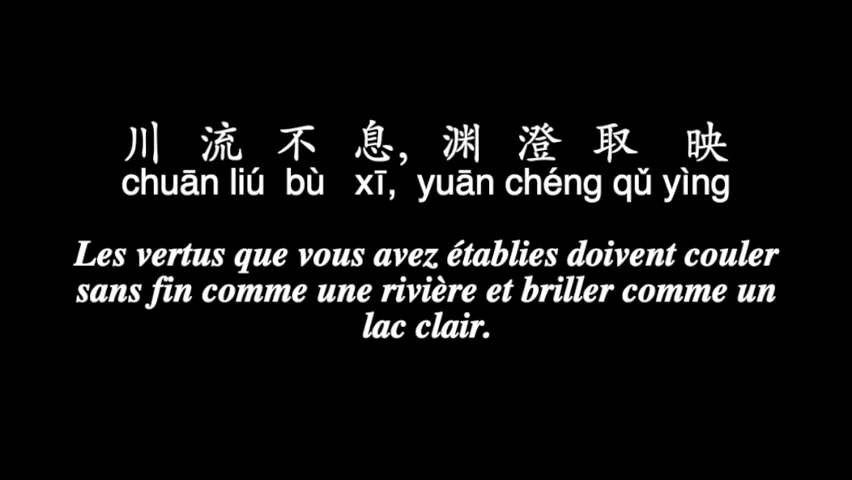 川 流 不 息, 渊 澄 取 映
chuān liú bù xī, yuān chéng qǔ yìng
Les vertus que vous avez établies doivent couler
sans fin comme une rivière et briller comme un
lac clair.